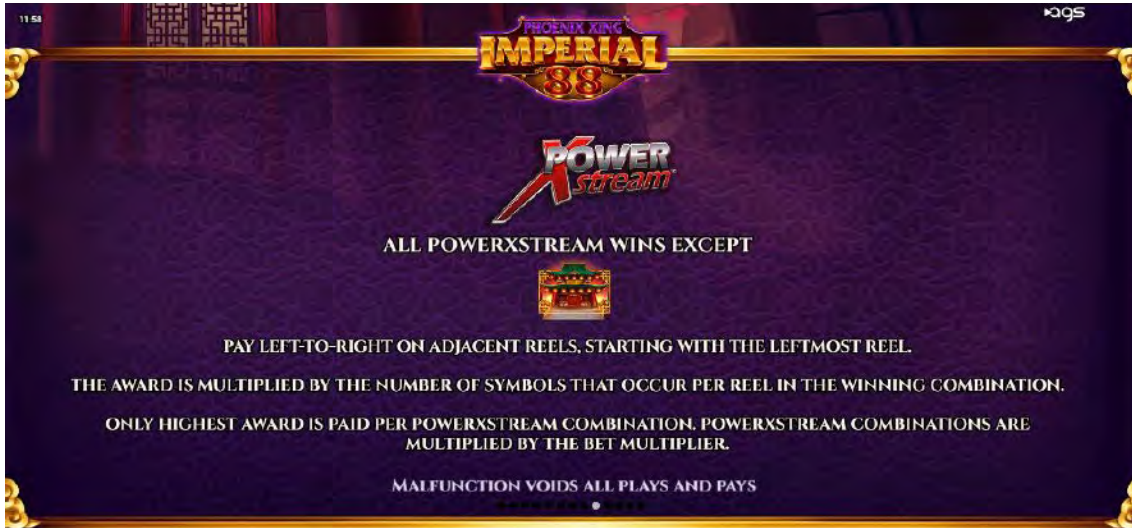 11:58
ags
PHOENIX XING
IMPERIAL
88
POWER
Xstream
ALL POWERXSTREAM WINS EXCEPT
PAY LEFT-TO-RIGHT ON ADJACENT REELS, STARTING WITH THE LEFTMOST REEL.
THE AWARD IS MULTIPLIED BY THE NUMBER OF SYMBOLS THAT OCCUR PER REEL IN THE WINNING COMBINATION.
ONLY HIGHEST AWARD IS PAID PER POWERXSTREAM COMBINATION. POWERXSTREAM COMBINATIONS ARE
MULTIPLIED BY THE BET MULTIPLIER.
MALFUNCTION VOIDS ALL PLAYS AND PAYS